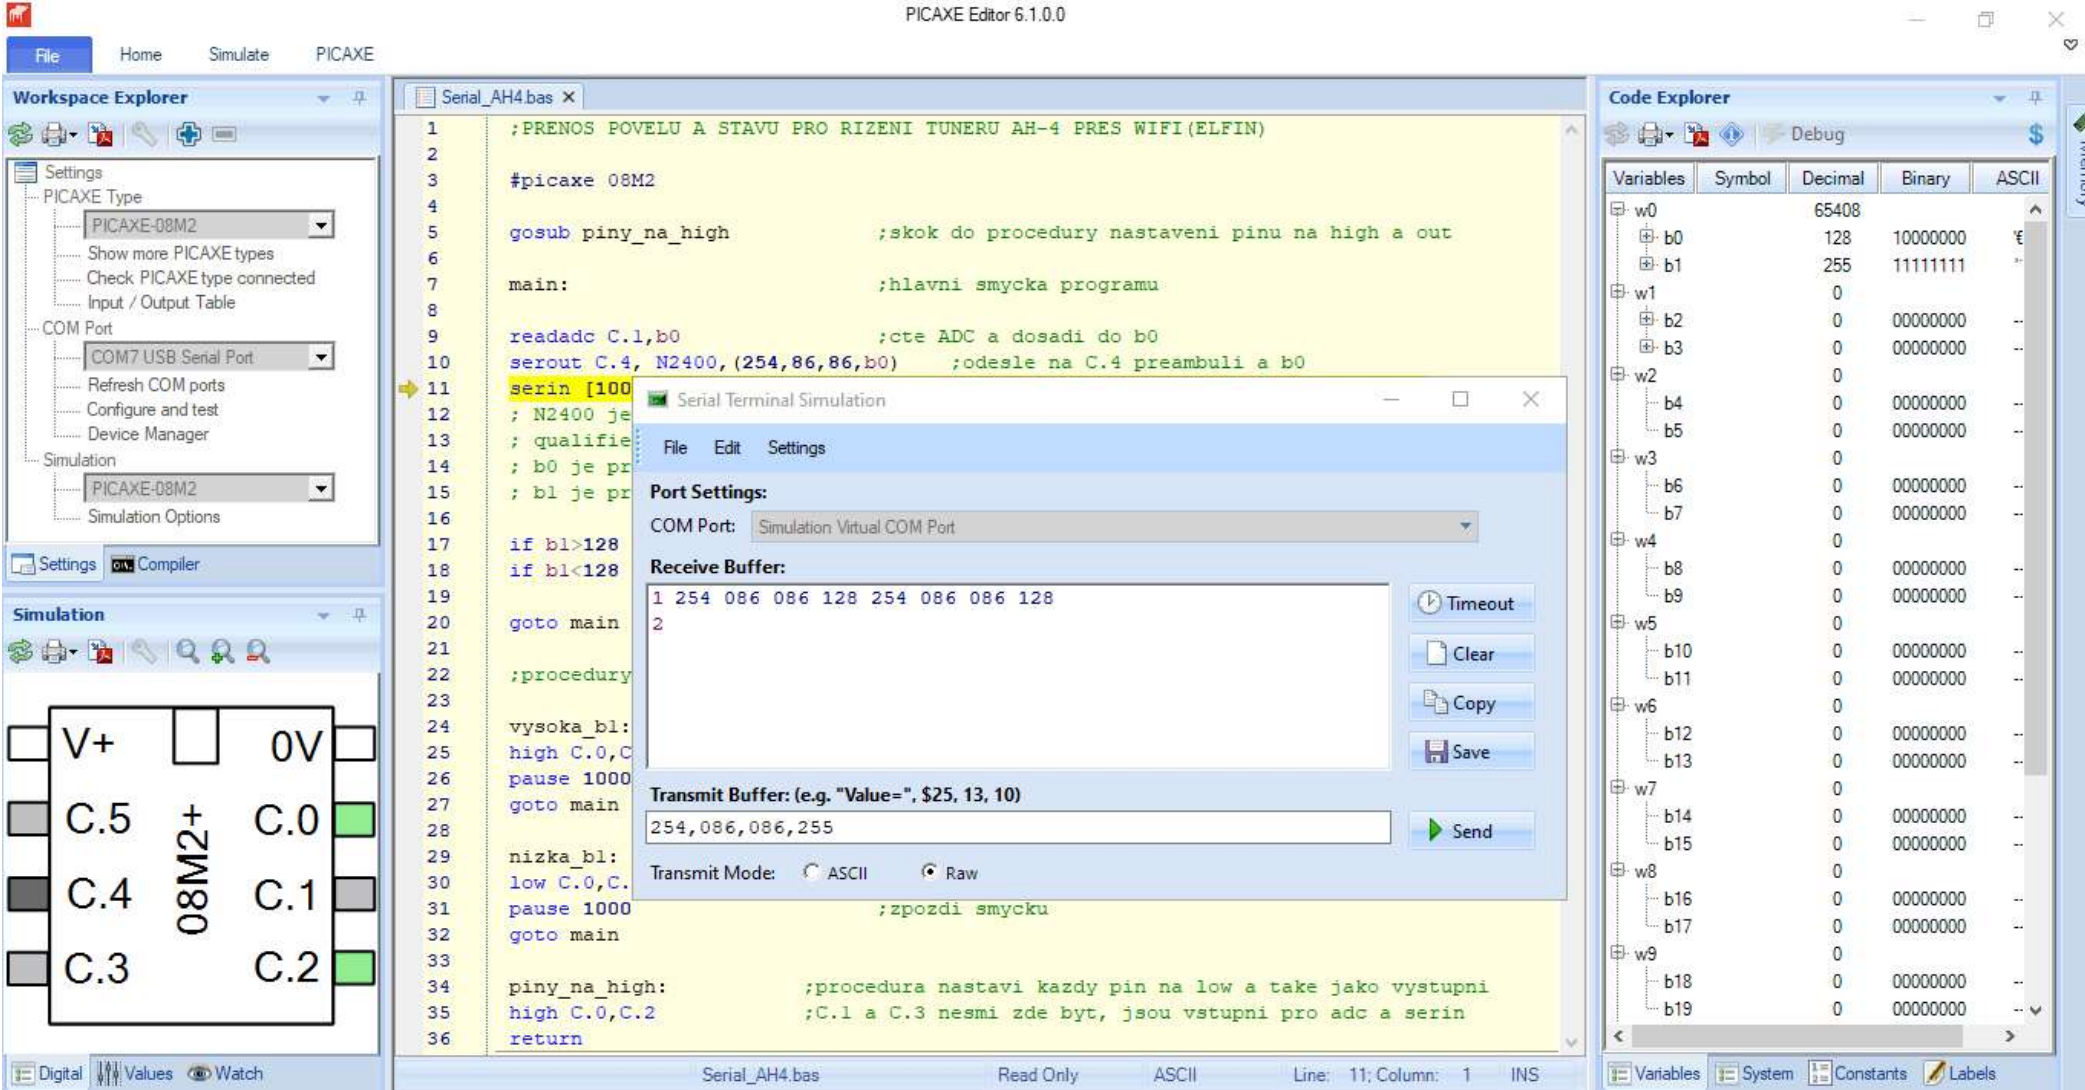 PICAXE Editor 6.1.0.0
File Home Simulate PICAXE
Workspace Explorer
Settings
PICAXE Type
PICAXE-08M2
Show more PICAXE types
Check PICAXE type connected
Input / Output Table
COM Port
COM7 USB Serial Port
Refresh COM ports
Configure and test
Device Manager
Simulation
PICAXE-08M2
Simulation Options
Settings Compiler
Simulation
V+ 0V
C.5 C.0
C.4 C.1
C.3 C.2
08M2+
Digital Values Watch
Serial_AH4.bas
1 ;PRENOS POVELU A STAVU PRO RIZENI TUNERU AH-4 PRES WIFI(ELFIN)
2
3 #picaxe 08M2
4
5 gosub piny_na_high ;skok do procedury nastaveni pinu na high a out
6
7 main: ;hlavni smycka programu
8
9 readadc C.1,b0 ;cte ADC a dosadi do b0
10 serout C.4, N2400,(254,86,86,b0) ;odesle na C.4 preambuli a b0
11 serin [100
12 ; N2400 je
13 ; qualifie
14 ; b0 je pr
15 ; b1 je pr
16
17 if b1>128
18 if b1<128
19
20 goto main
21
22 ;procedury
23
24 vysoka_b1:
25 high C.0,C
26 pause 1000
27 goto main
28
29 nizka_b1:
30 low C.0,C.
31 pause 1000 ;zpozdi smycku
32 goto main
33
34 piny_na_high: ;procedura nastavi kazdy pin na low a take jako vystupni
35 high C.0,C.2 ;C.1 a C.3 nesmi zde byt, jsou vstupni pro adc a serin
36 return
Serial_AH4.bas Read Only ASCII Line: 11; Column: 1 INS
Serial Terminal Simulation
File Edit Settings
Port Settings:
COM Port: Simulation Virtual COM Port
Receive Buffer:
1 254 086 086 128 254 086 086 128
2
Timeout
Clear
Copy
Save
Transmit Buffer: (e.g. "Value=", $25, 13, 10)
254,086,086,255
Send
Transmit Mode: ASCII Raw
Code Explorer
Debug $
Variables Symbol Decimal Binary ASCII
w0 65408
b0 128 10000000
b1 255 11111111
w1 0
b2 0 00000000 --
b3 0 00000000 --
w2 0
b4 0 00000000 --
b5 0 00000000 --
w3 0
b6 0 00000000 --
b7 0 00000000 --
w4 0
b8 0 00000000 --
b9 0 00000000 --
w5 0
b10 0 00000000 --
b11 0 00000000 --
w6 0
b12 0 00000000 --
b13 0 00000000 --
w7 0
b14 0 00000000 --
b15 0 00000000 --
w8 0
b16 0 00000000 --
b17 0 00000000 --
w9 0
b18 0 00000000 --
b19 0 00000000 --
Variables System Constants Labels